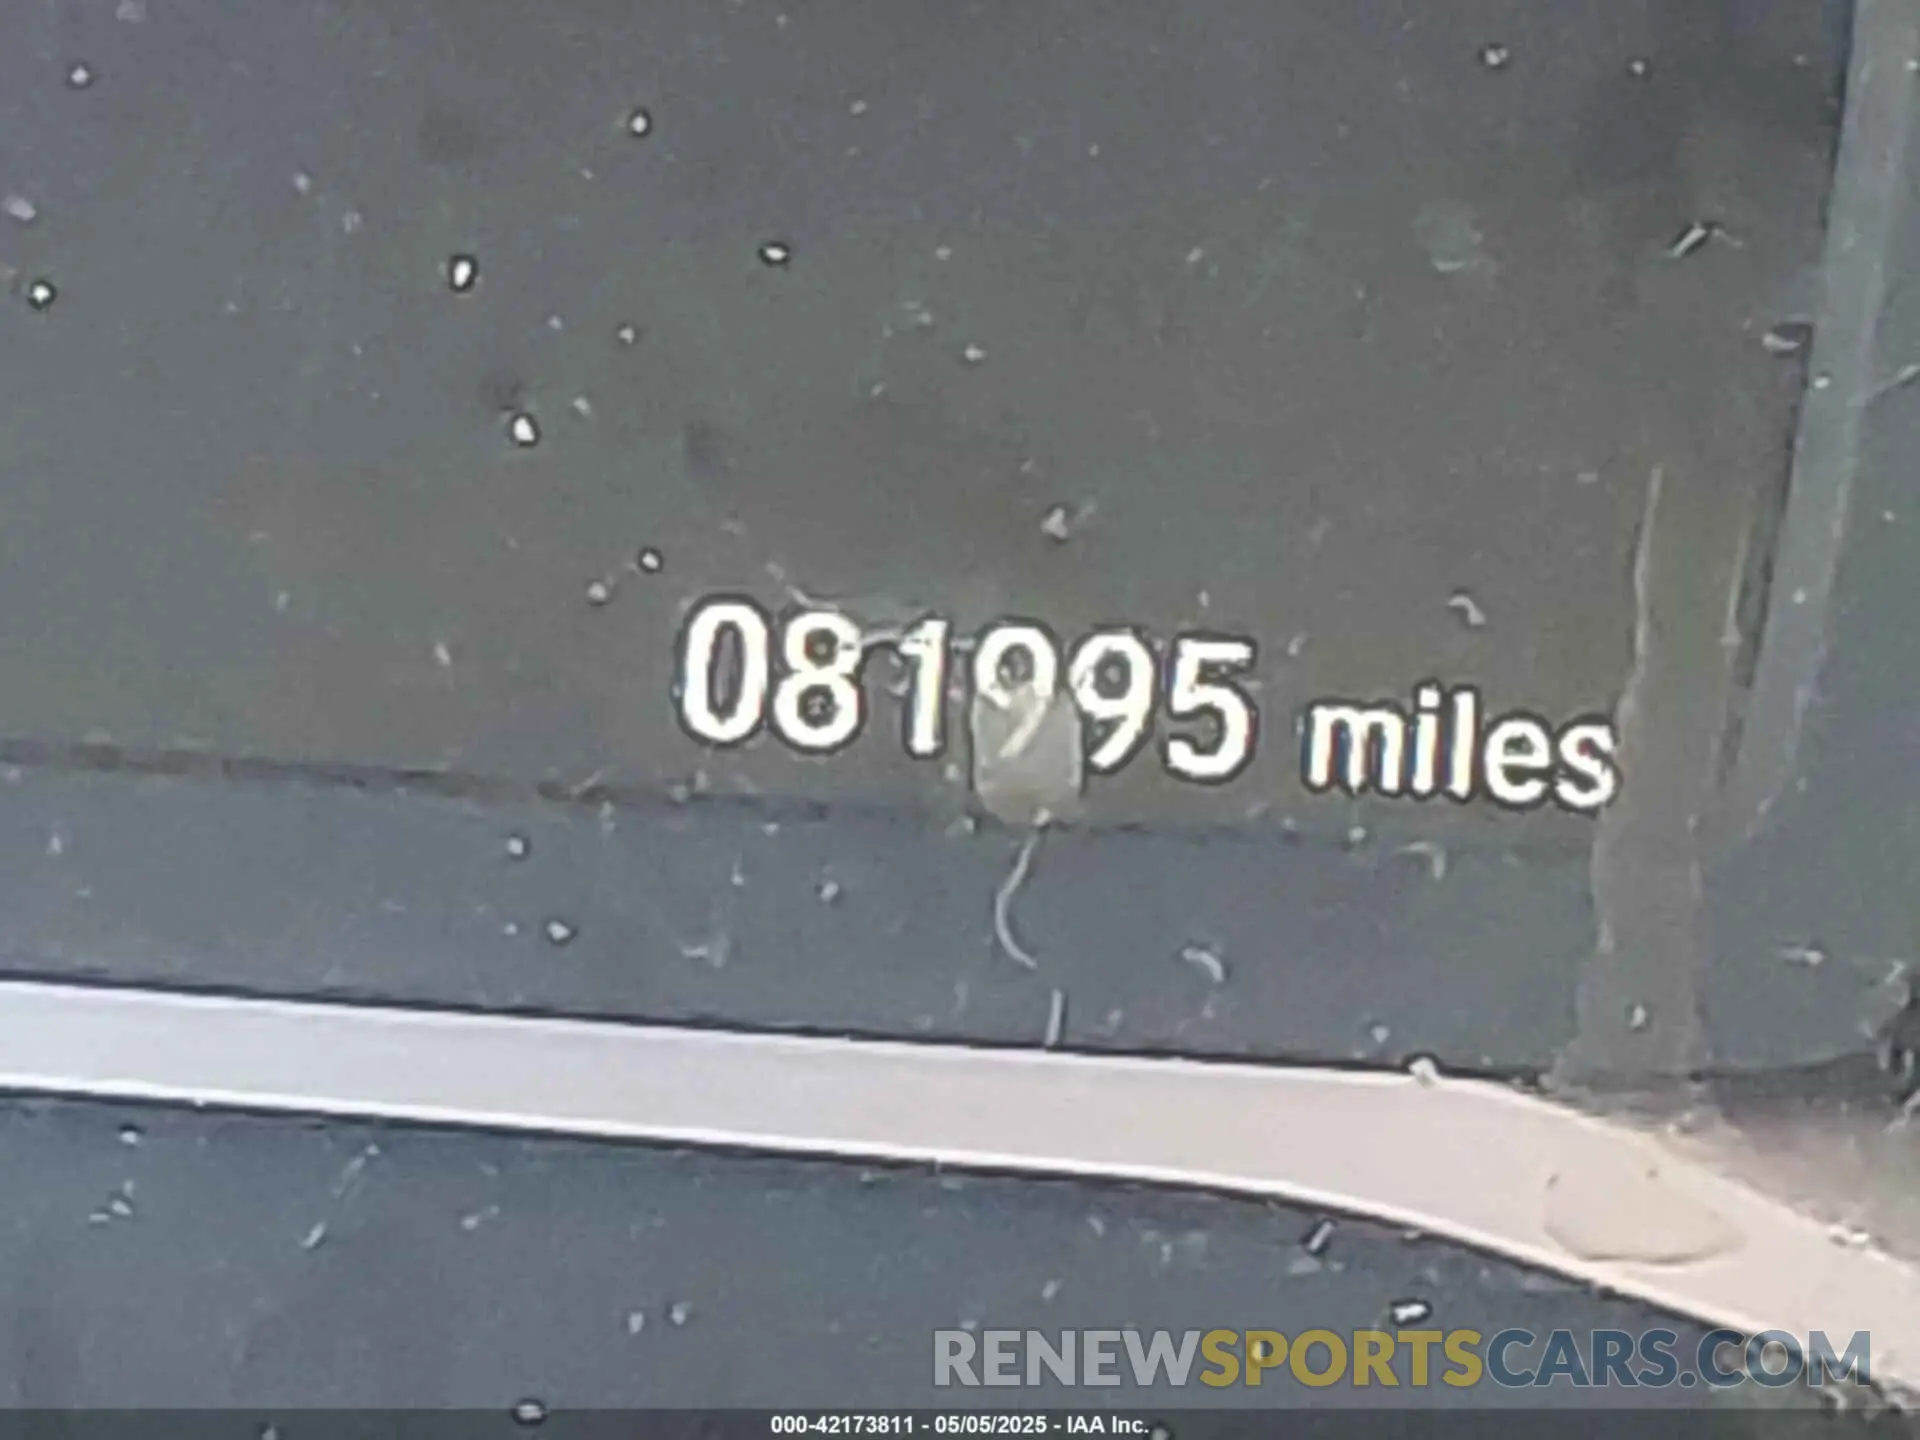 081995 miles
RENEWSPORTSCARS.COM
000-42173811 - 05/05/2025 - IAA Inc.